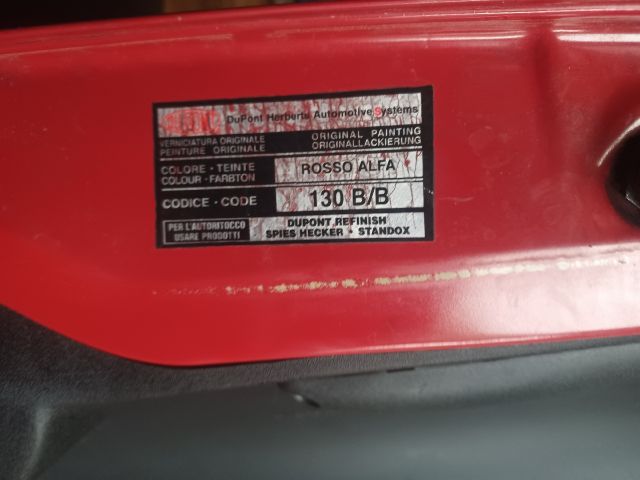 DuPont Herberts Automotive Systems
VERNICIATURA ORIGINALE
PEINTURE ORIGINALE
ORIGINAL PAINTING
ORIGINALLACKIERUNG
COLORE · TEINTE
COLOUR · FARBTON
ROSSO ALFA
CODICE · CODE
130 B/B
PER L'AUTORITOCCO
USARE PRODOTTI
DUPONT REFINISH
SPIES HECKER · STANDOX